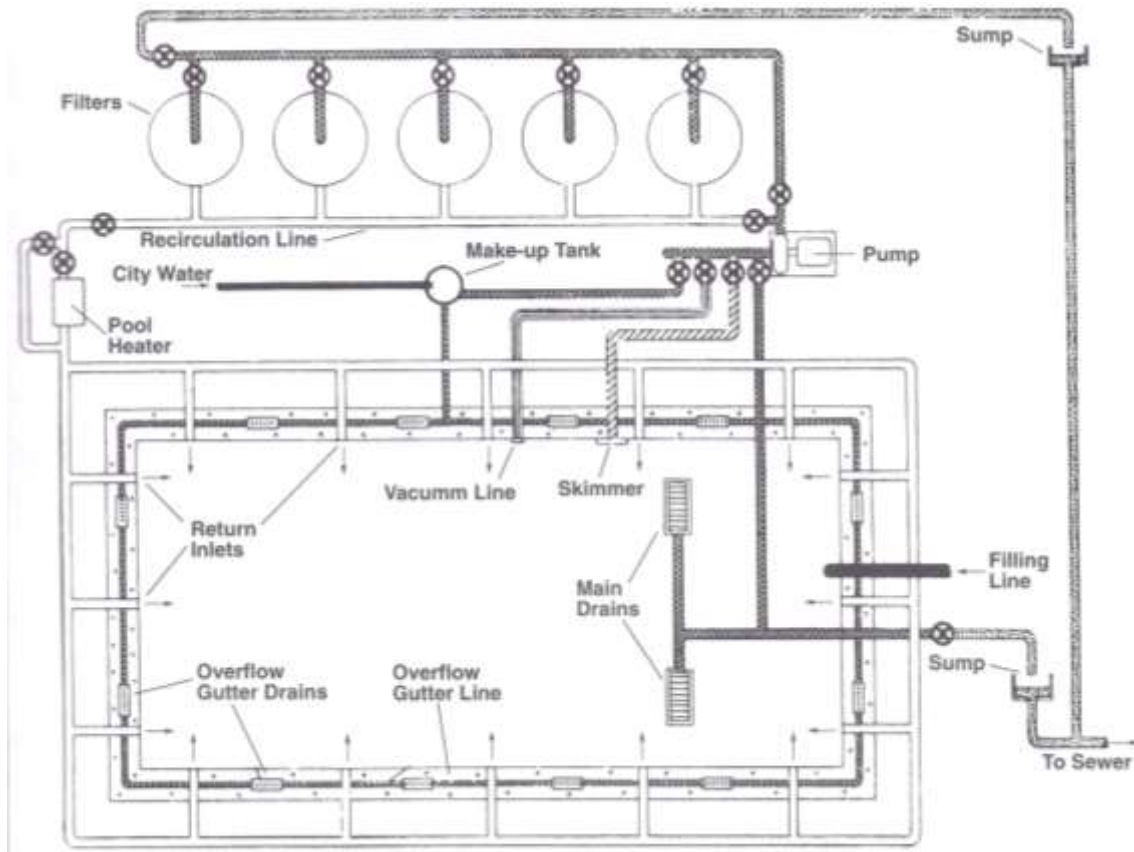 Sump
Filters
Recirculation Line
Make-up Tank
Pump
City Water
Pool
Heater
Vacumm Line
Skimmer
Return
Inlets
Main
Drains
Filling
Line
Overflow
Gutter Drains
Overflow
Gutter Line
Sump
To Sewer